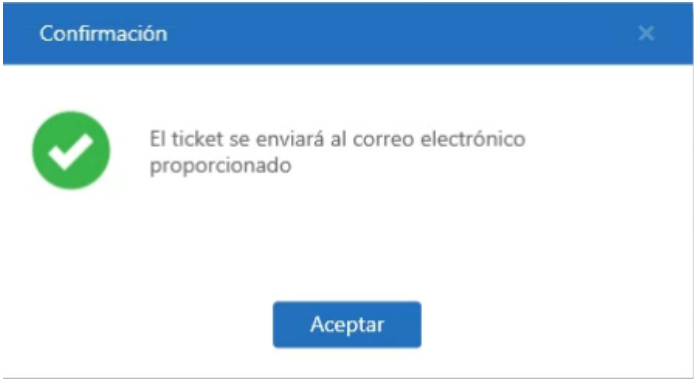 Confirmación
El ticket se enviará al correo electrónico
proporcionado
Aceptar